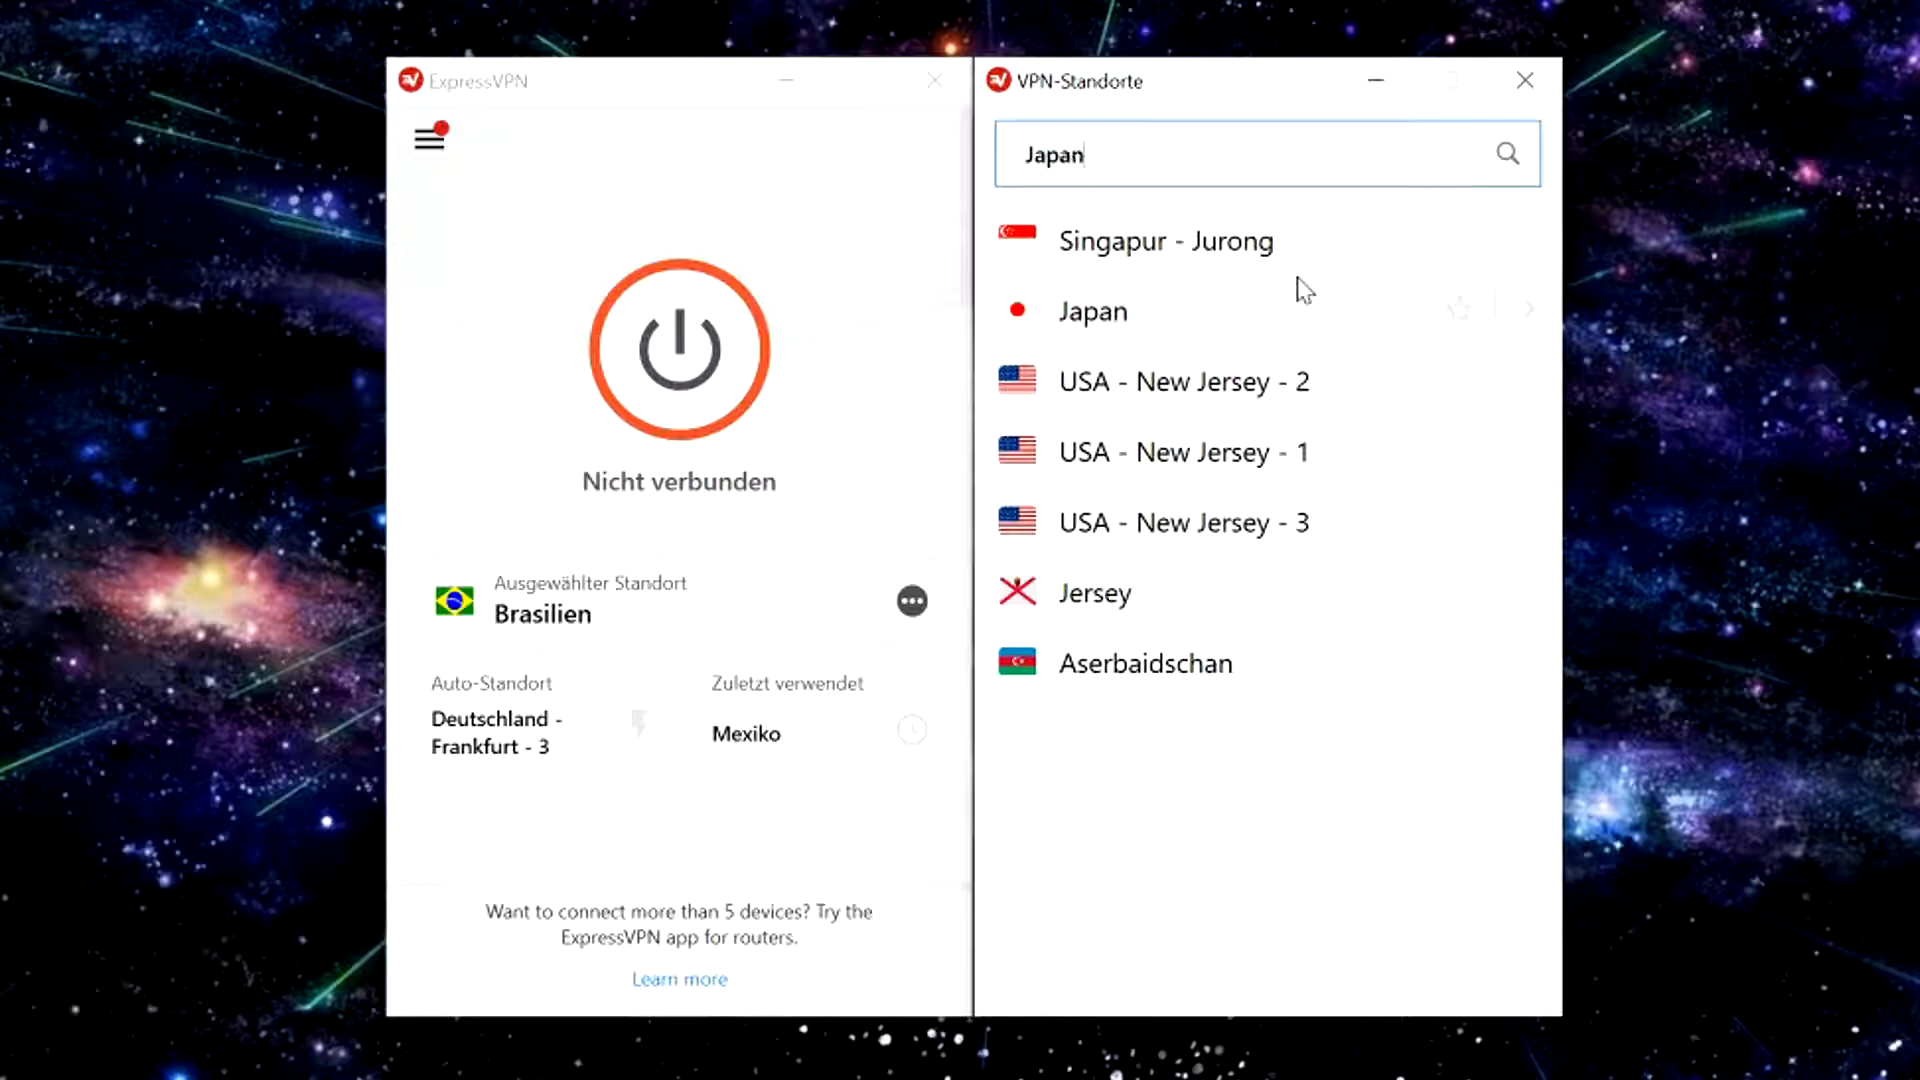 ExpressVPN
Nicht verbunden
Ausgewählter Standort
Brasilien
Auto-Standort
Deutschland -
Frankfurt - 3
Zuletzt verwendet
Mexiko
Want to connect more than 5 devices? Try the
ExpressVPN app for routers.
Learn more
VPN-Standorte
Japan
Singapur - Jurong
Japan
USA - New Jersey - 2
USA - New Jersey - 1
USA - New Jersey - 3
Jersey
Aserbaidschan